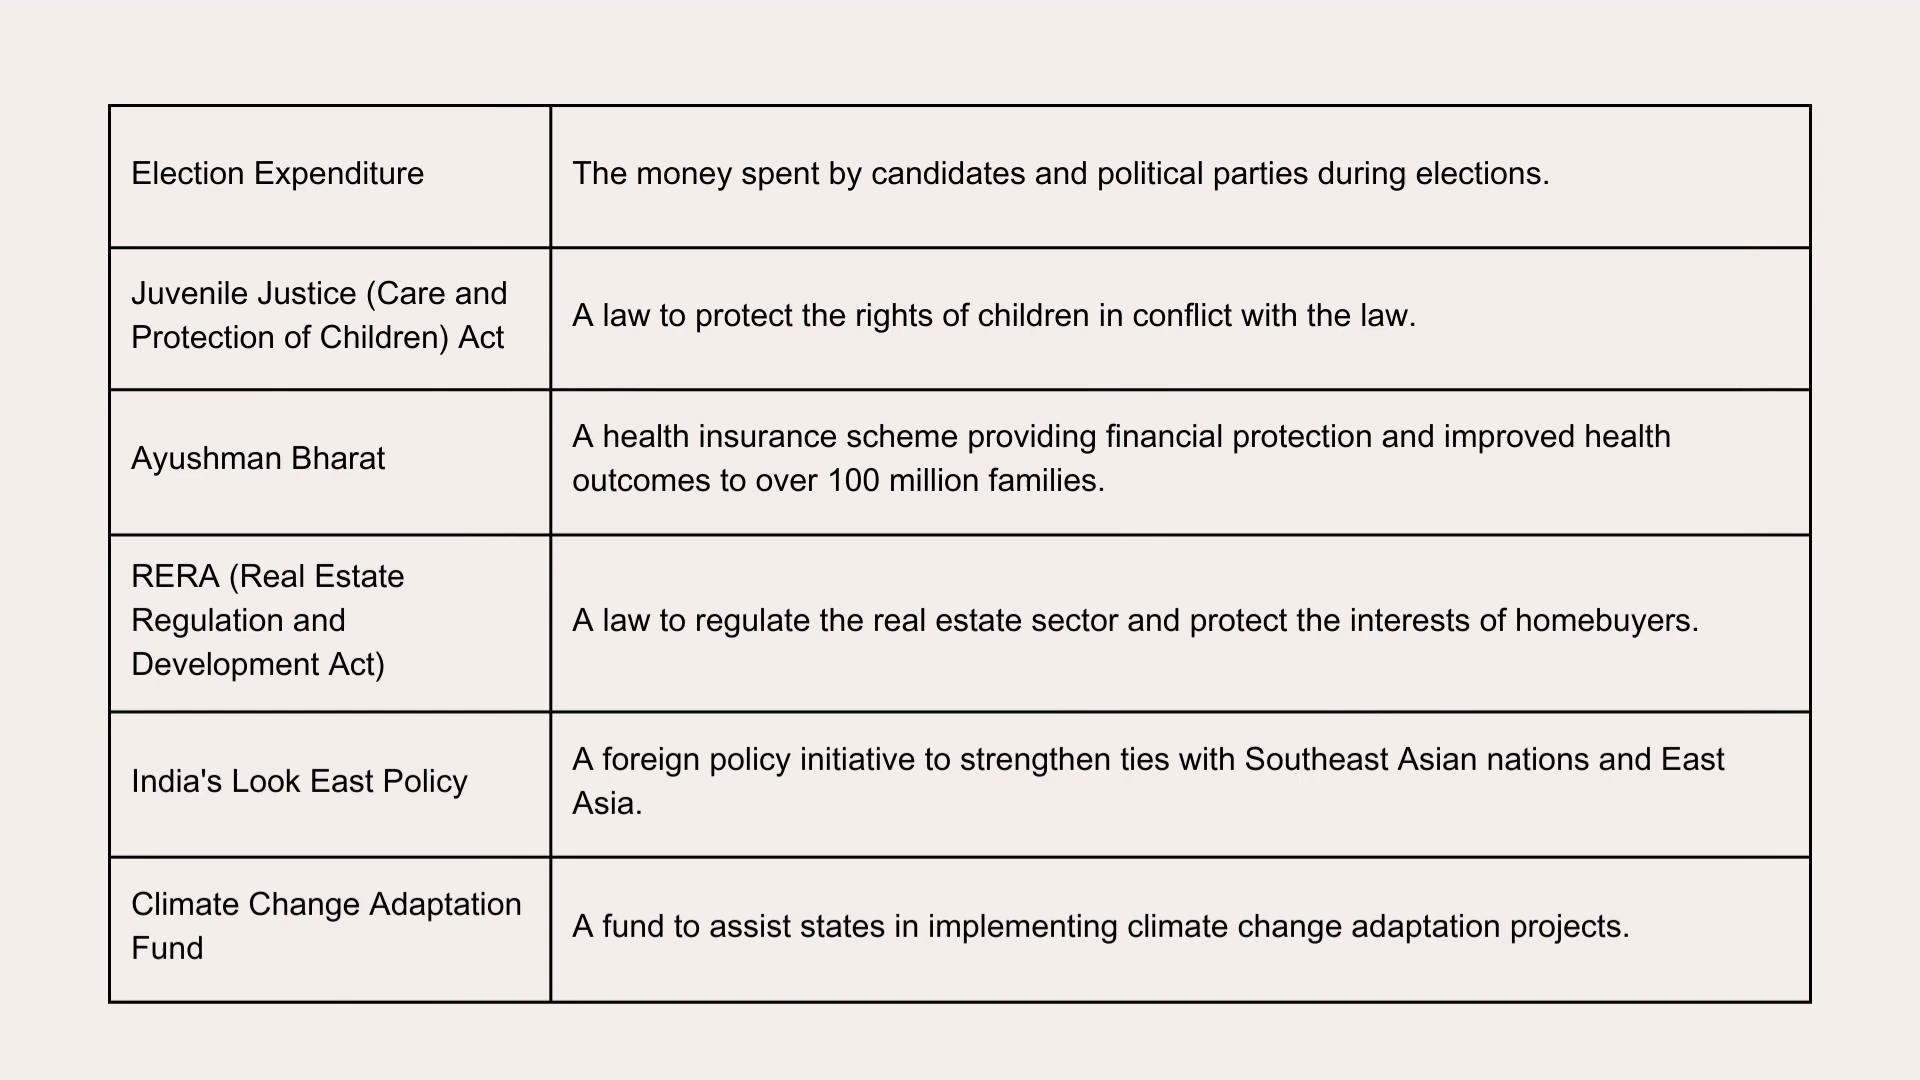 Election Expenditure
The money spent by candidates and political parties during elections.
Juvenile Justice (Care and
Protection of Children) Act
A law to protect the rights of children in conflict with the law.
Ayushman Bharat
A health insurance scheme providing financial protection and improved health
outcomes to over 100 million families.
RERA (Real Estate
Regulation and
Development Act)
A law to regulate the real estate sector and protect the interests of homebuyers.
India's Look East Policy
A foreign policy initiative to strengthen ties with Southeast Asian nations and East
Asia.
Climate Change Adaptation
Fund
A fund to assist states in implementing climate change adaptation projects.